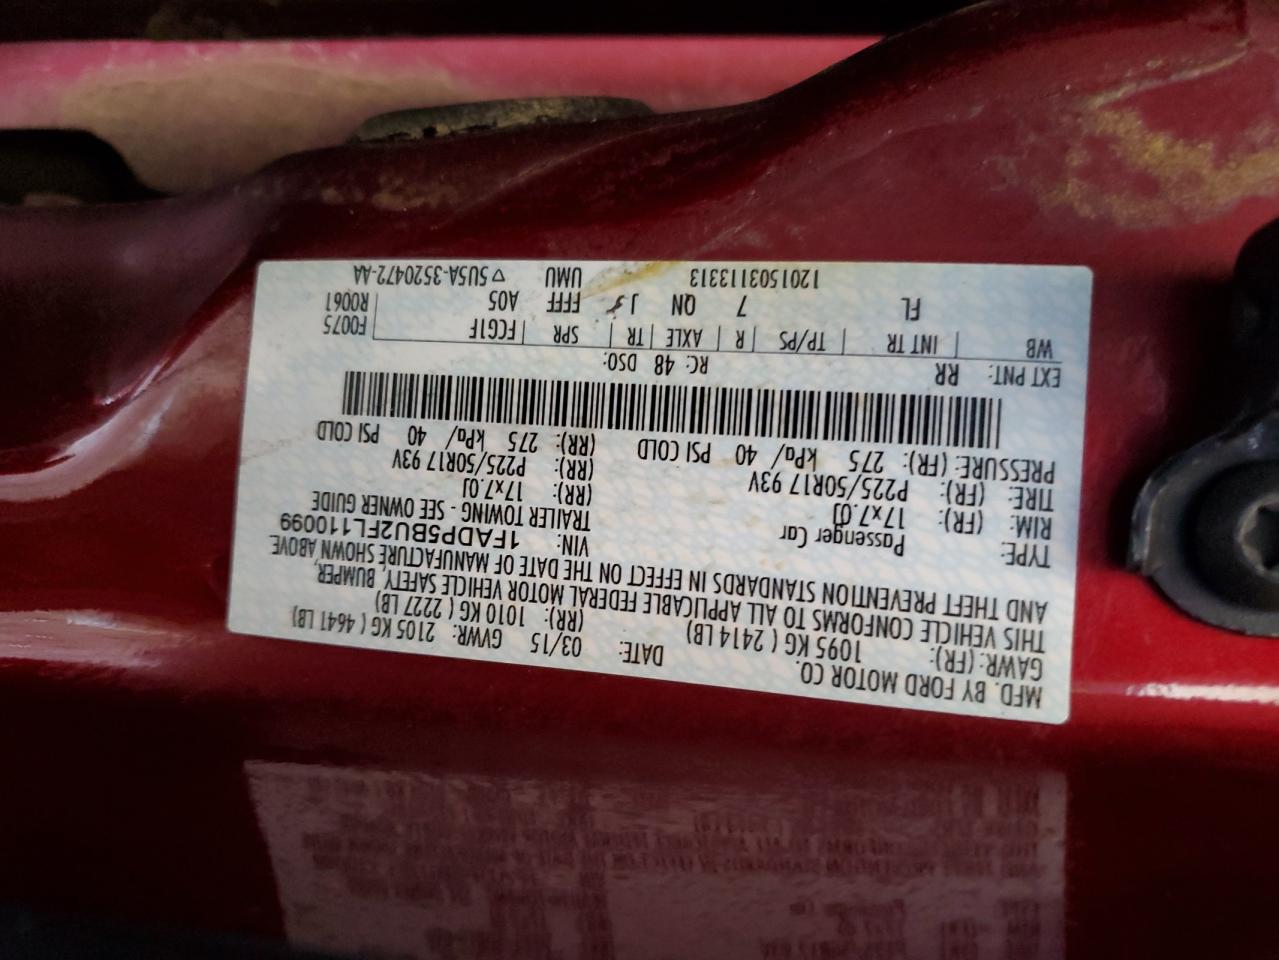 MFD. BY FORD MOTOR CO.
DATE: 03/15 GVWR: 2105 KG ( 4641 LB)
GAWR: (FR): 1095 KG ( 2414 LB) (RR): 1010 KG ( 2227 LB)
THIS VEHICLE CONFORMS TO ALL APPLICABLE FEDERAL MOTOR VEHICLE SAFETY, BUMPER,
AND THEFT PREVENTION STANDARDS IN EFFECT ON THE DATE OF MANUFACTURE SHOWN ABOVE.
VIN: 1FADP5BU2FL110099
TYPE: Passenger Car TRAILER TOWING - SEE OWNER GUIDE
RIM: (FR): 17x7.0J (RR): 17x7.0J
TIRE: (FR): P225/50R17 93V (RR): P225/50R17 93V
PRESSURE: (FR): 275 kPa/ 40 PSI COLD (RR): 275 kPa/ 40 PSI COLD
EXT PNT: RR RC: 48 DSO:
WB | INT TR | TP/PS | R | AXLE | TR | SPR | FCG1F F0075
FL 7 QN J FFF A05 R0061
1201503113313 UMU ▽ 5U5A-3520472-AA